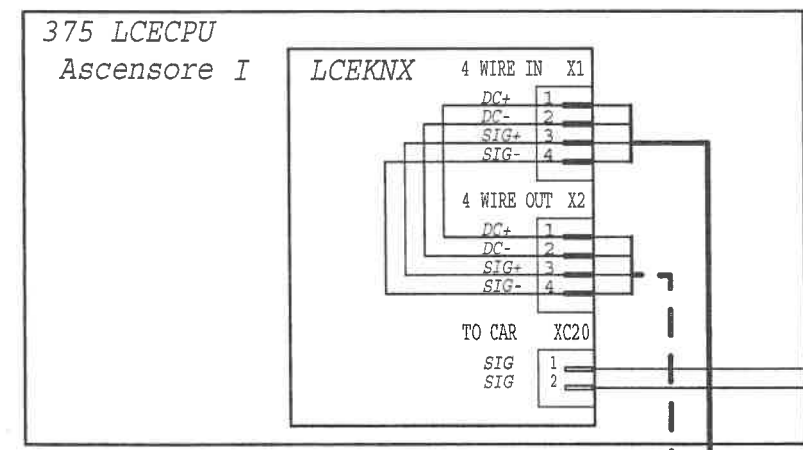 375 LCECPU
Ascensore I
LCEKNX 4 WIRE IN X1
DC+ 1
DC- 2
SIG+ 3
SIG- 4
4 WIRE OUT X2
DC+ 1
DC- 2
SIG+ 3
SIG- 4
TO CAR XC20
SIG 1
SIG 2